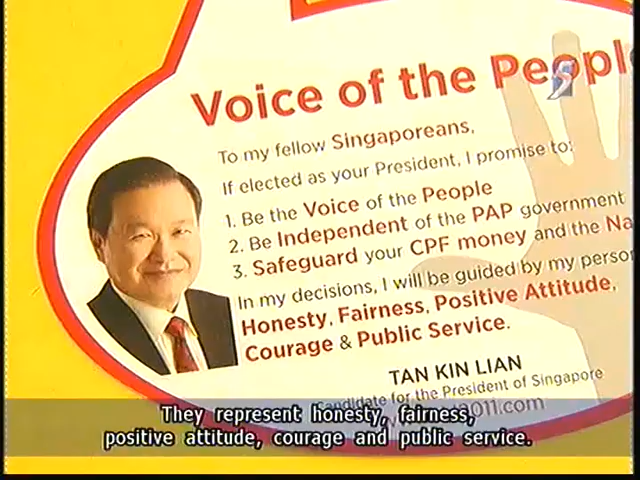 Voice of the Peopl
5
To my fellow Singaporeans,
If elected as your President, I promise to:
1. Be the Voice of the People
2. Be Independent of the PAP government
3. Safeguard your CPF money and the Na
In my decisions, I will be guided by my perso
Honesty, Fairness, Positive Attitude,
Courage & Public Service.
TAN KIN LIAN
Candidate for the President of Singapore
011.com
They represent honesty, fairness,
positive attitude, courage and public service.